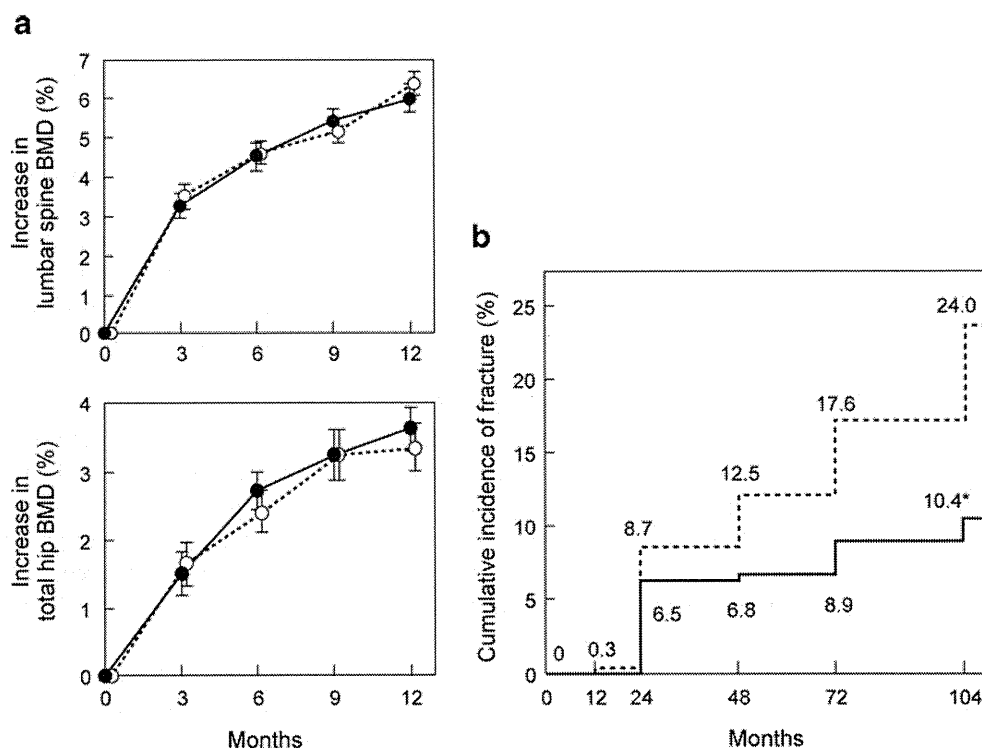 a
Increase in
lumbar spine BMD (%)
7
6
5
4
3
2
1
0
0 3 6 9 12
Increase in
total hip BMD (%)
4
3
2
1
0
0 3 6 9 12
Months
b
Cumulative incidence of fracture (%)
25
20
15
10
5
0
24.0
17.6
12.5
10.4*
8.7
6.5 6.8 8.9
0 0.3
0 12 24 48 72 104
Months